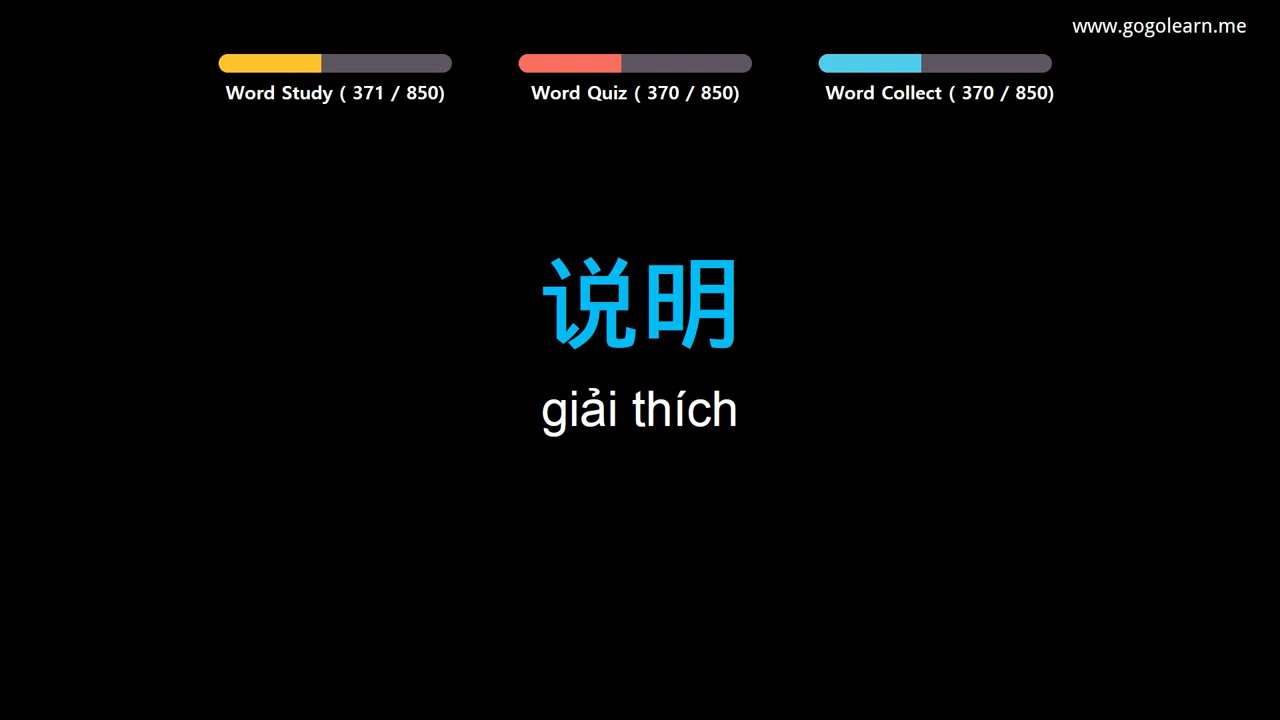 www.gogolearn.me
Word Study ( 371 / 850)
Word Quiz ( 370 / 850)
Word Collect ( 370 / 850)
说明
giải thích